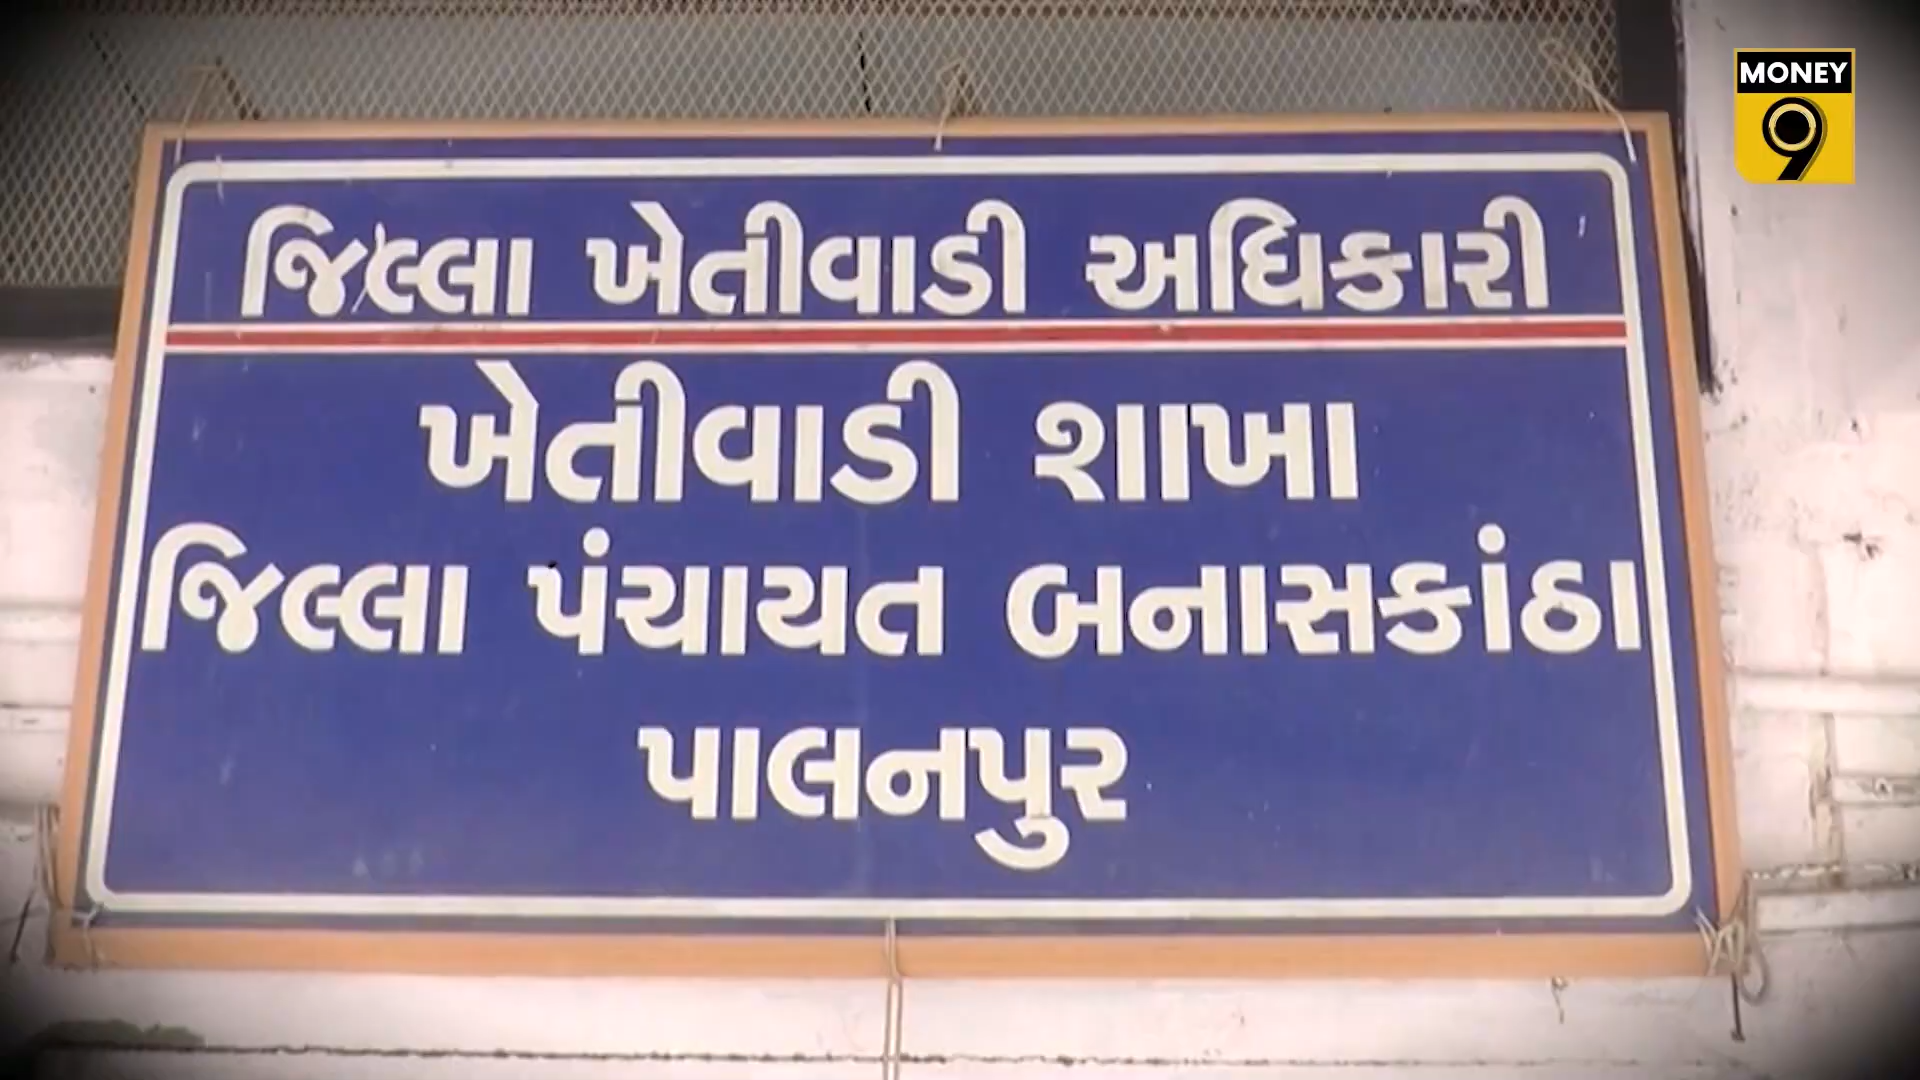 MONEY
9
જિલ્લા ખેતીવાડી અધિકારી
ખેતીવાડી શાખા
જિલ્લા પંચાયત બનાસકાંઠા
પાલનપુર